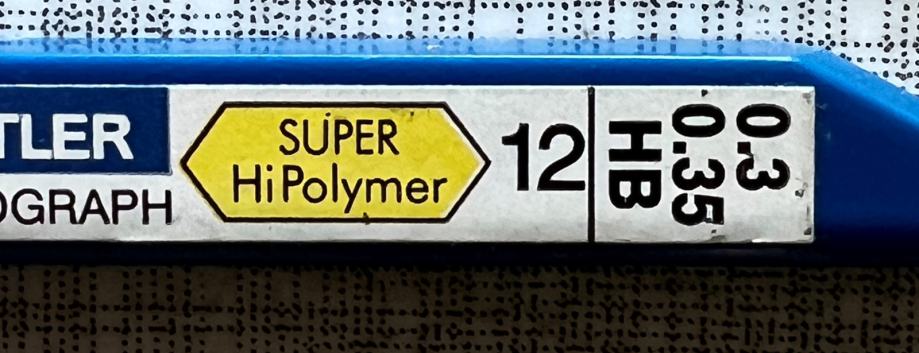 TLER
OGRAPH
SUPER
HiPolymer
12
0.3
0.35
HB